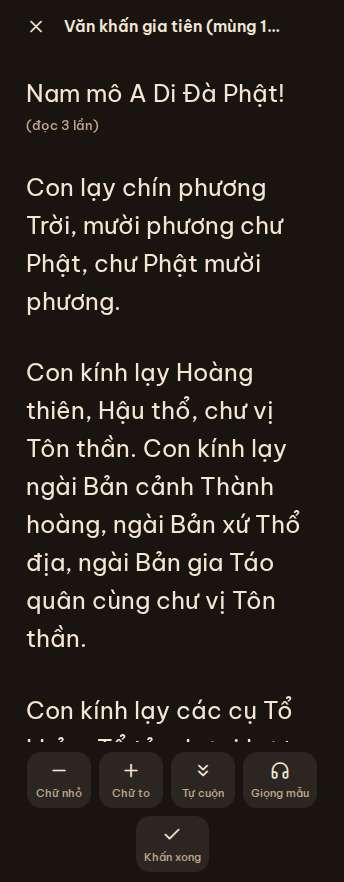 Văn khấn gia tiên (mùng 1...
Nam mô A Di Đà Phật!
(đọc 3 lần)
Con lạy chín phương
Trời, mười phương chư
Phật, chư Phật mười
phương.
Con kính lạy Hoàng
thiên, Hậu thổ, chư vị
Tôn thần. Con kính lạy
ngài Bản cảnh Thành
hoàng, ngài Bản xứ Thổ
địa, ngài Bản gia Táo
quân cùng chư vị Tôn
thần.
Con kính lạy các cụ Tổ
Chữ nhỏ
Chữ to
Tự cuộn
Giọng mẫu
Khấn xong